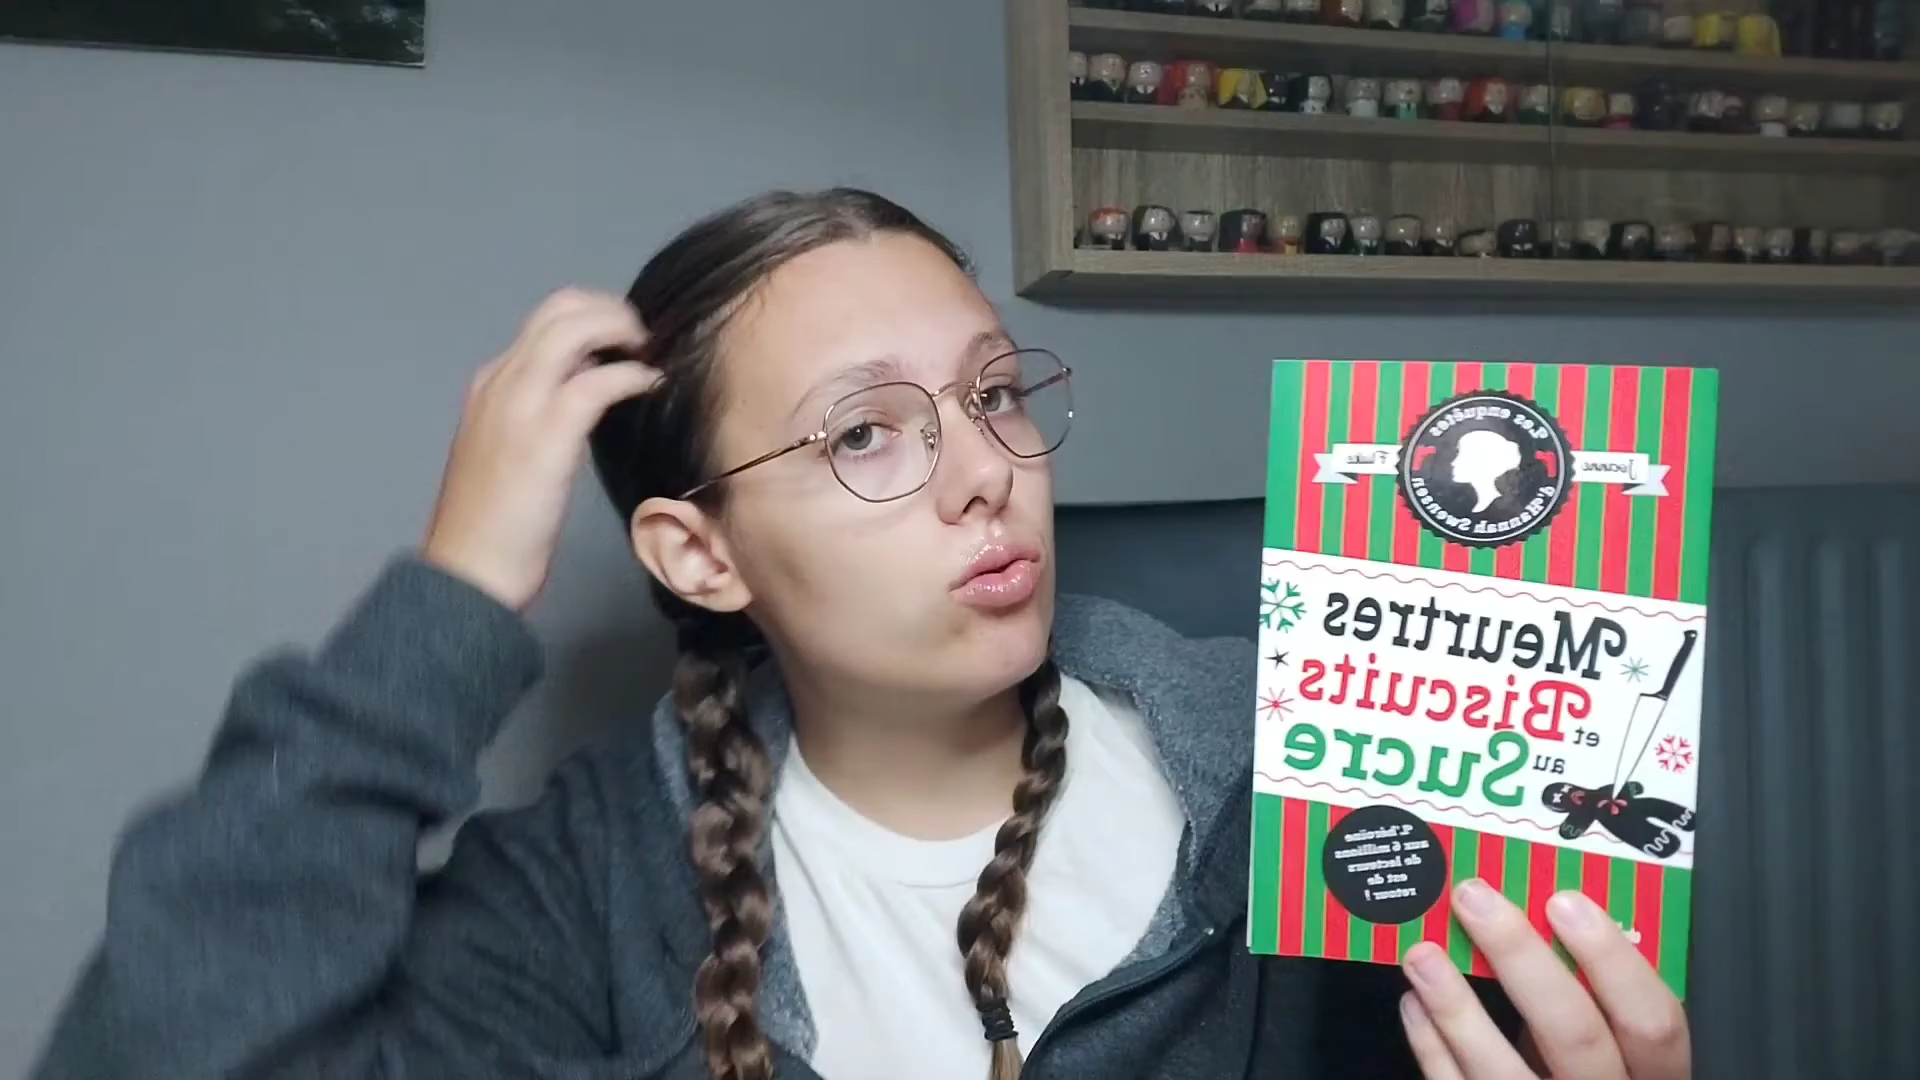 Les enquêtes
Joanne Fluke
d'Hannah Swensen
Meurtres
et Biscuits
au Sucre
L'héroïne
aux 6 millions
de lecteurs
est de
retour !